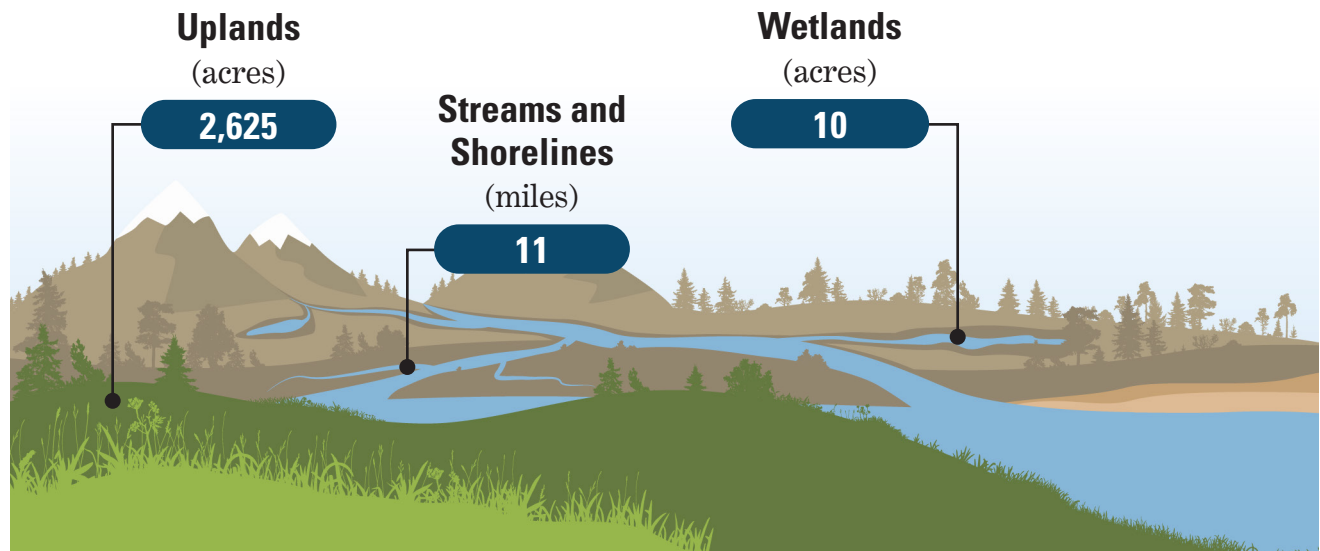 Uplands
(acres)
2,625
Streams and
Shorelines
(miles)
11
Wetlands
(acres)
10